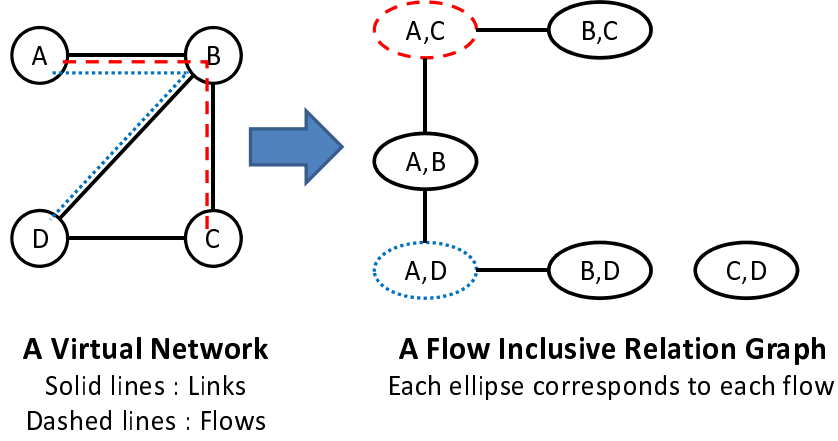 A
B
D
C
A,C
B,C
A,B
A,D
B,D
C,D
A Virtual Network
Solid lines : Links
Dashed lines : Flows
A Flow Inclusive Relation Graph
Each ellipse corresponds to each flow